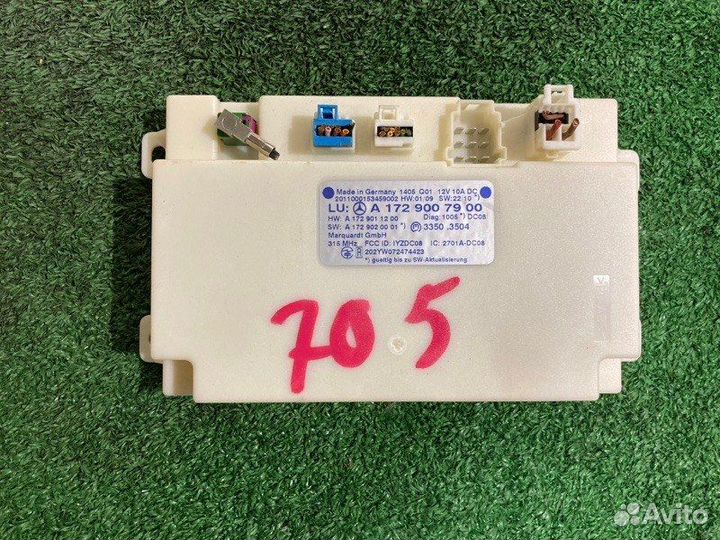 Made in Germany 1405 Q01 12V 10A DC
2011000153459002 HW:01/09 SW:22.10 *)
LU: A 172 900 79 00
HW: A 172 901 12 00 Diag:1005 *) DC08
SW: A 172 902 00 01 *) 3350 .3504
Marquardt GmbH
315 MHz FCC ID: IYZDC08 IC: 2701A-DC08
202YW072474423
*) gueltig bis zu SW-Aktualisierung
V
705
Avito